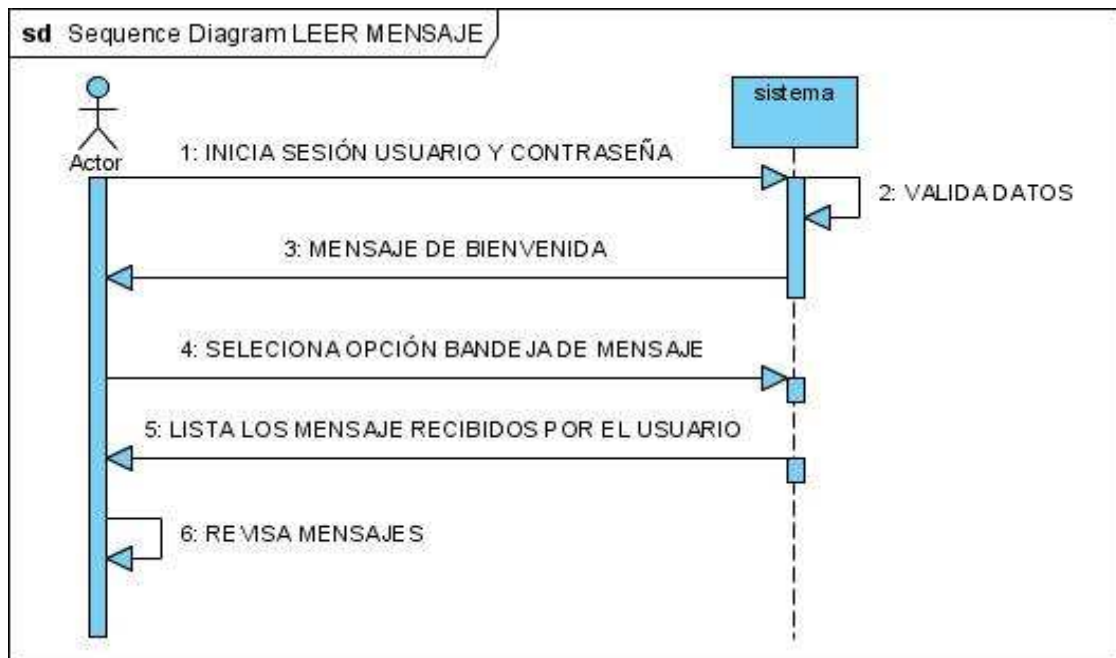 sd Sequence Diagram LEER MENSAJE
sistema
Actor
1: INICIA SESIÓN USUARIO Y CONTRASEÑA
2: VALIDA DATOS
3: MENSAJE DE BIENVENIDA
4: SELECIONA OPCIÓN BANDEJA DE MENSAJE
5: LISTA LOS MENSAJE RECIBIDOS POR EL USUARIO
6: REVISA MENSAJES